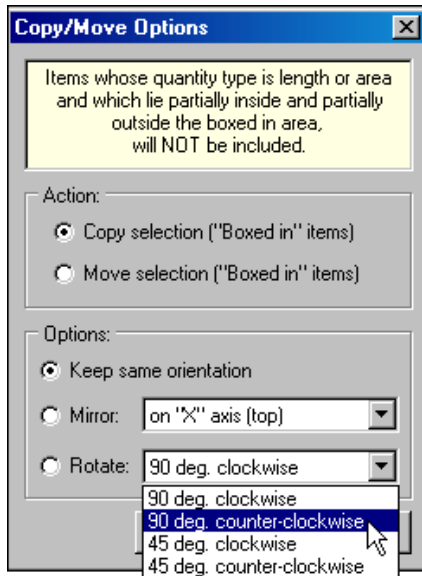 Copy/Move Options
Items whose quantity type is length or area
and which lie partially inside and partially
outside the boxed in area,
will NOT be included.
Action:
Copy selection ("Boxed in" items)
Move selection ("Boxed in" items)
Options:
Keep same orientation
Mirror: on "X" axis (top)
Rotate: 90 deg. clockwise
90 deg. clockwise
90 deg. counter-clockwise
45 deg. clockwise
45 deg. counter-clockwise